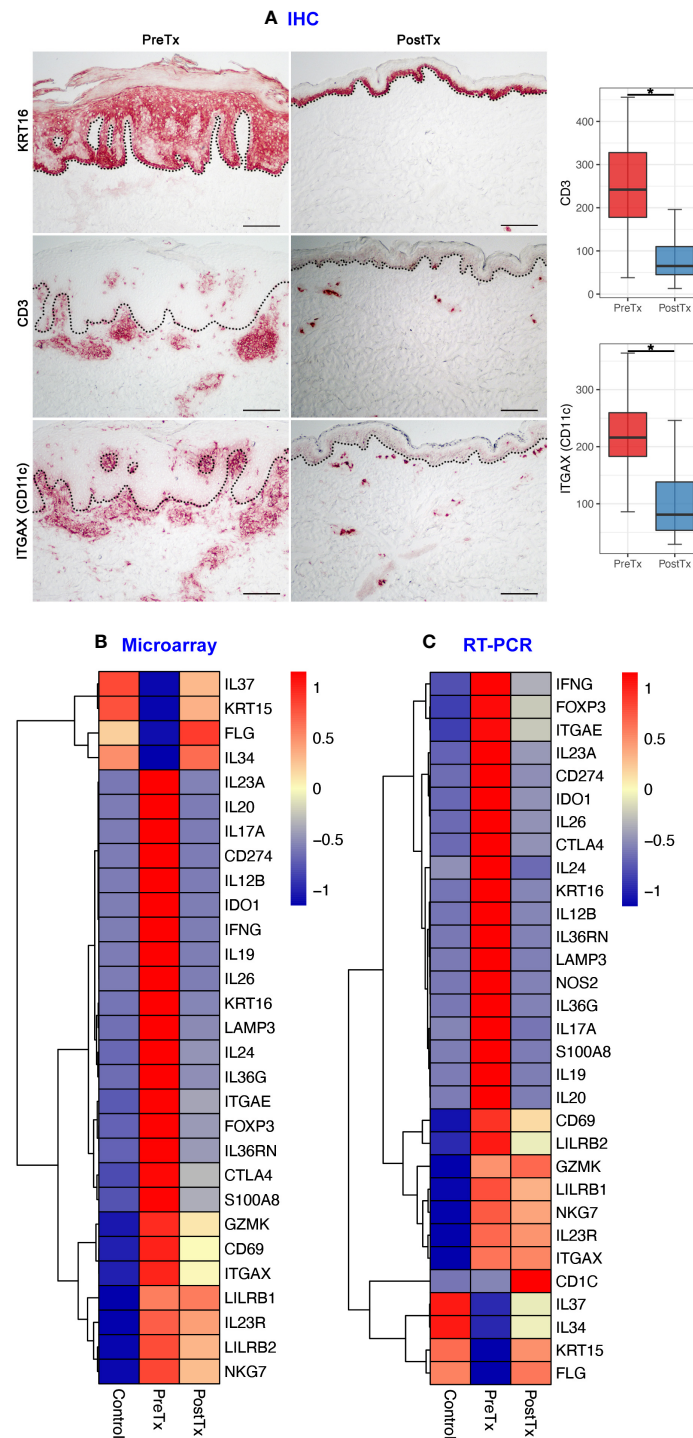 A IHC
PreTx PostTx
KRT16
CD3
ITGAX (CD11c)
*
CD3
400
300
200
100
0
PreTx PostTx
*
ITGAX (CD11c)
300
200
100
PreTx PostTx
B Microarray
IL37
KRT15
FLG
IL34
IL23A
IL20
IL17A
CD274
IL12B
IDO1
IFNG
IL19
IL26
KRT16
LAMP3
IL24
IL36G
ITGAE
FOXP3
IL36RN
CTLA4
S100A8
GZMK
CD69
ITGAX
LILRB1
IL23R
LILRB2
NKG7
Control
PreTx
PostTx
1
0.5
0
−0.5
−1
C RT-PCR
IFNG
FOXP3
ITGAE
IL23A
CD274
IDO1
IL26
CTLA4
IL24
KRT16
IL12B
IL36RN
LAMP3
NOS2
IL36G
IL17A
S100A8
IL19
IL20
CD69
LILRB2
GZMK
LILRB1
NKG7
IL23R
ITGAX
CD1C
IL37
IL34
KRT15
FLG
Control
PreTx
PostTx
1
0.5
0
−0.5
−1